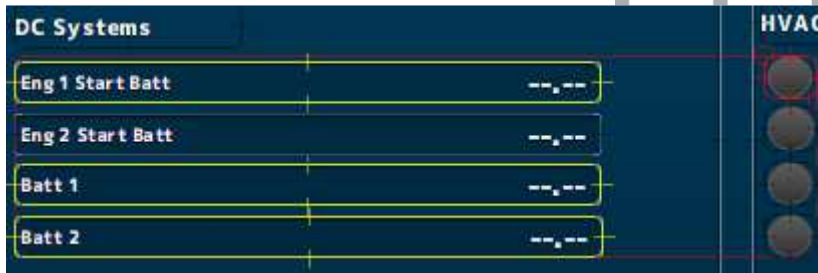 DC Systems
HVAC
Eng 1 Start Batt --.--
Eng 2 Start Batt --.--
Batt 1 --.--
Batt 2 --.--